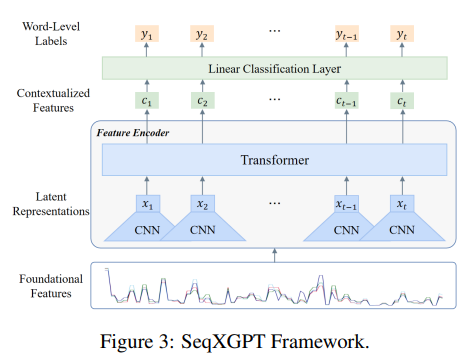 Word-Level
Labels
y₁ y₂ ... yₜ₋₁ yₜ
Linear Classification Layer
Contextualized
Features
c₁ c₂ ... cₜ₋₁ cₜ
Feature Encoder
Transformer
Latent
Representations
x₁ x₂ ... xₜ₋₁ xₜ
CNN CNN CNN CNN
Foundational
Features
Figure 3: SeqXGPT Framework.